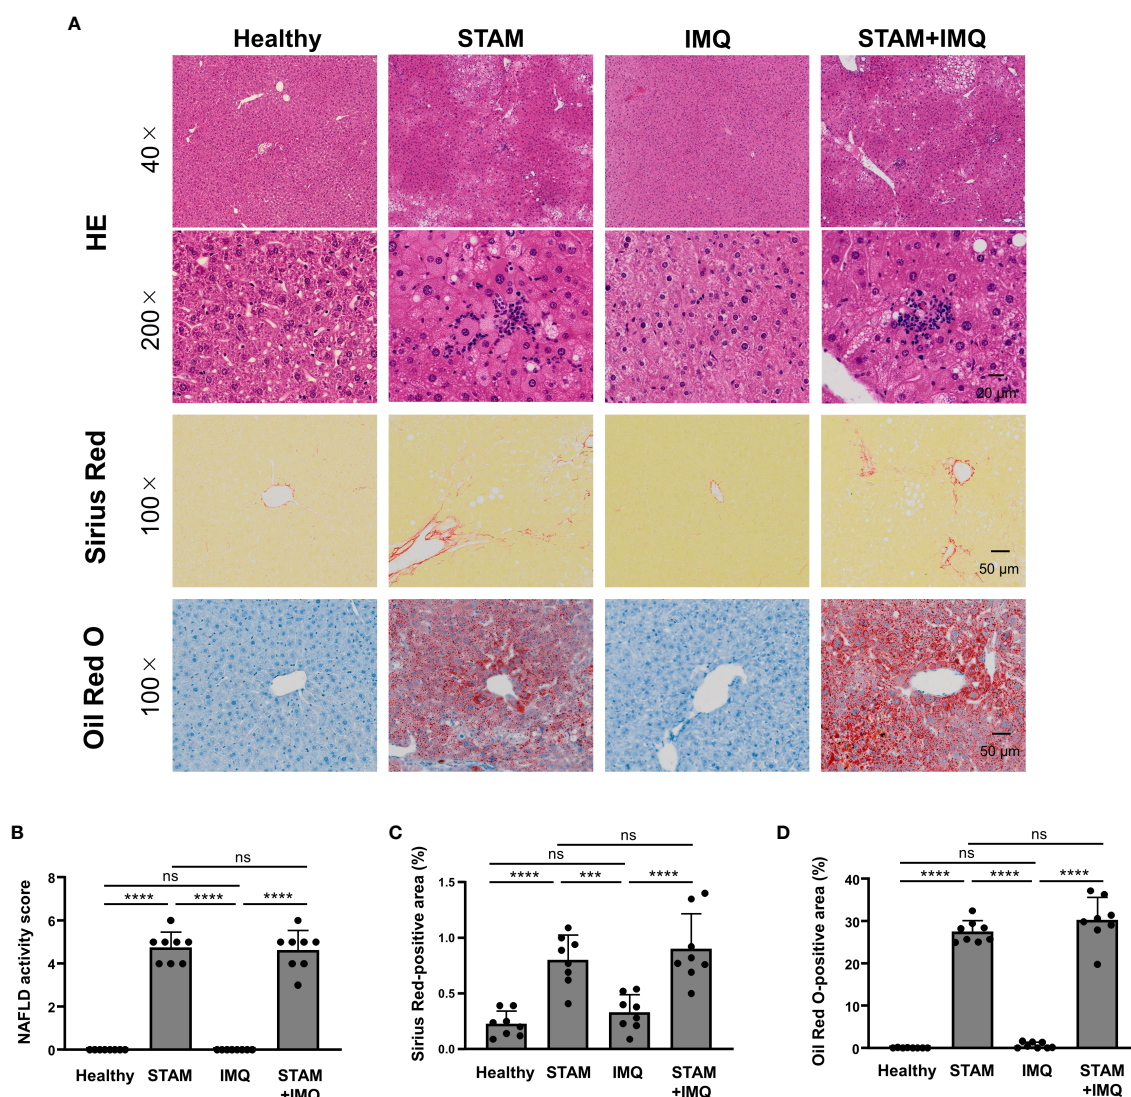 A
Healthy STAM IMQ STAM+IMQ
HE
40×
200×
20 µm
Sirius Red
100×
50 µm
Oil Red O
100×
50 µm
B
NAFLD activity score
ns
ns
**** **** ****
8
6
4
2
0
Healthy STAM IMQ STAM
+IMQ
C
Sirius Red-positive area (%)
ns
ns
**** *** ****
1.5
1.0
0.5
0.0
Healthy STAM IMQ STAM
+IMQ
D
Oil Red O-positive area (%)
ns
ns
**** **** ****
40
30
20
10
0
Healthy STAM IMQ STAM
+IMQ